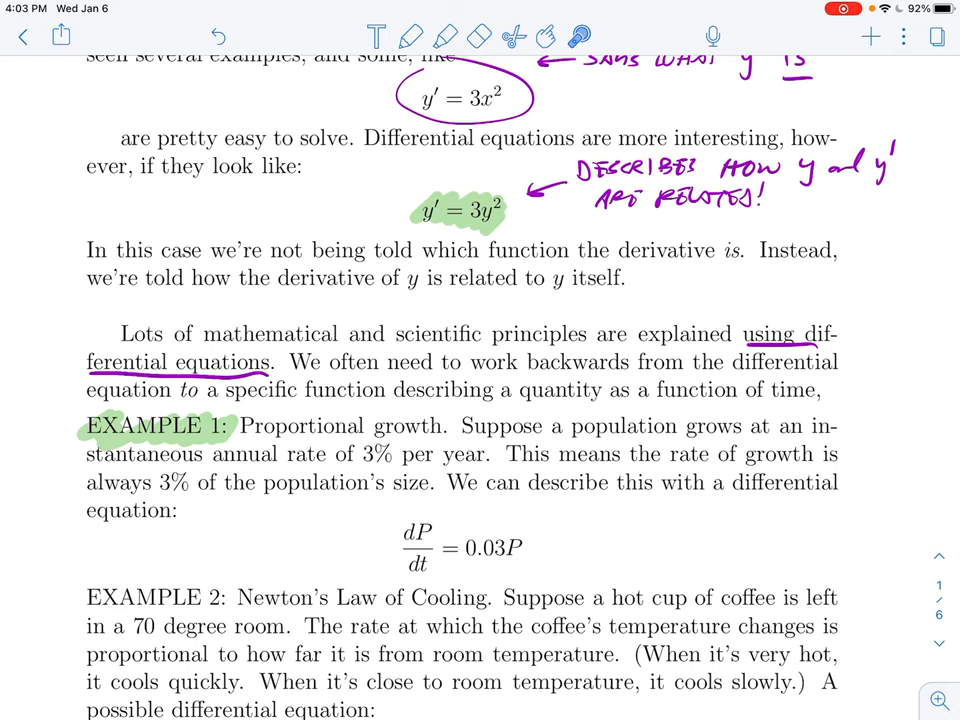 4:03 PM Wed Jan 6
92%
seen several examples, and some, like
← SAYS WHAT y IS
y′ = 3x²
are pretty easy to solve. Differential equations are more interesting, how-
ever, if they look like:
DESCRIBES HOW y and y′
← ARE RELATED!
y′ = 3y²
In this case we're not being told which function the derivative is. Instead,
we're told how the derivative of y is related to y itself.
Lots of mathematical and scientific principles are explained using dif-
ferential equations. We often need to work backwards from the differential
equation to a specific function describing a quantity as a function of time,
EXAMPLE 1: Proportional growth. Suppose a population grows at an in-
stantaneous annual rate of 3% per year. This means the rate of growth is
always 3% of the population's size. We can describe this with a differential
equation:
dP/dt = 0.03P
EXAMPLE 2: Newton's Law of Cooling. Suppose a hot cup of coffee is left
in a 70 degree room. The rate at which the coffee's temperature changes is
proportional to how far it is from room temperature. (When it's very hot,
it cools quickly. When it's close to room temperature, it cools slowly.) A
possible differential equation:
1
/
6